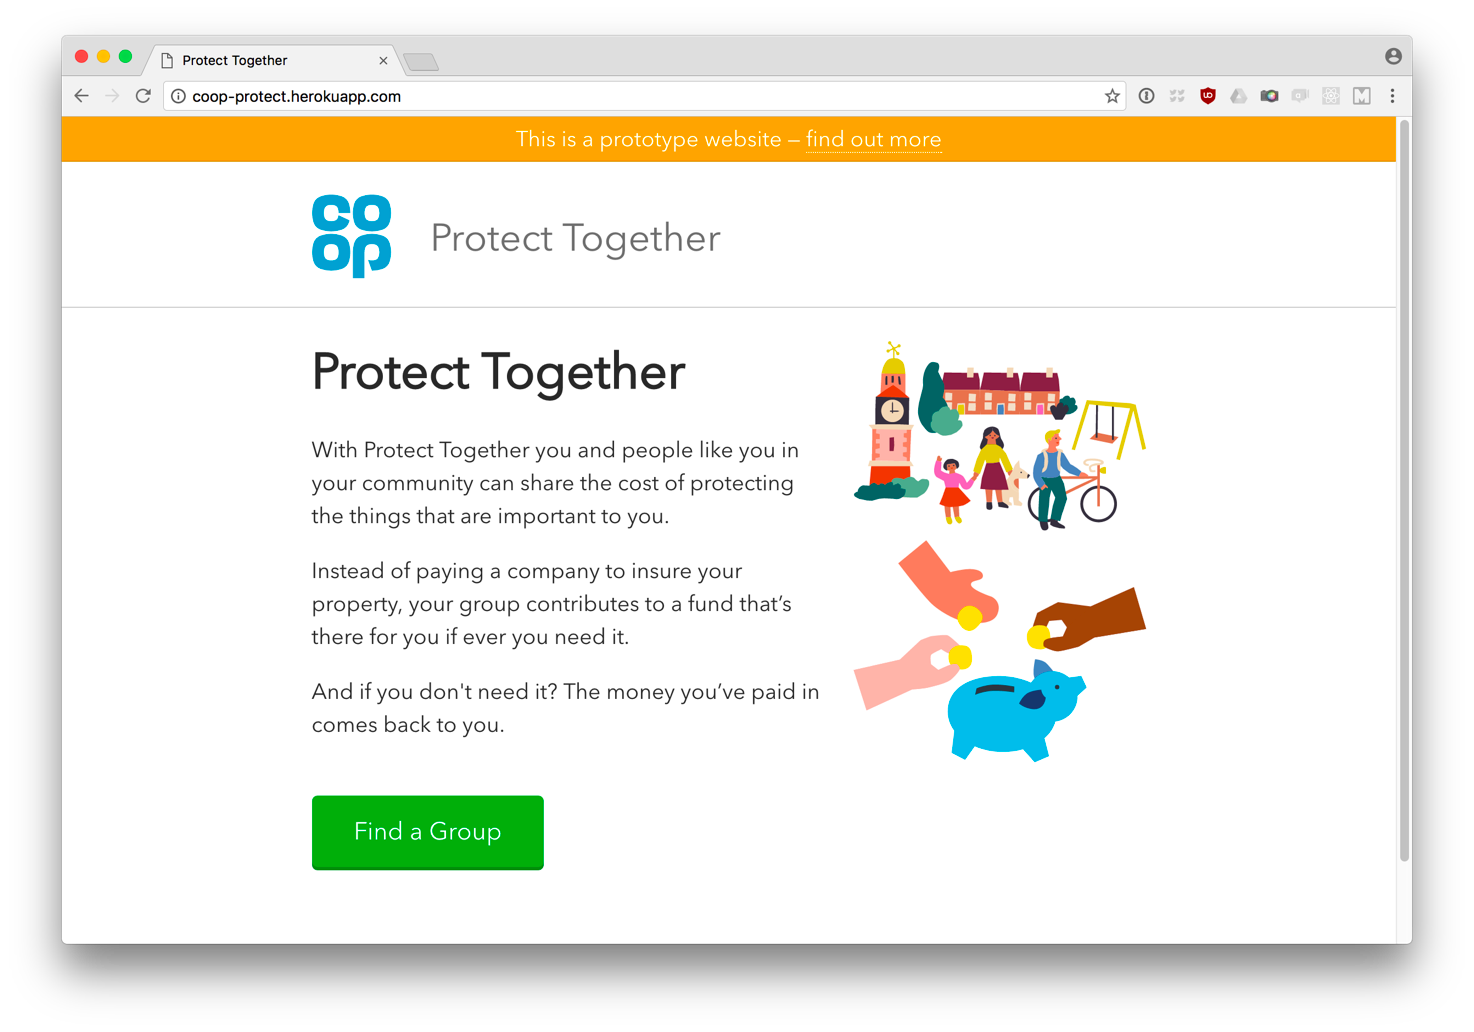 Protect Together
coop-protect.herokuapp.com
This is a prototype website – find out more
co
op
Protect Together
Protect Together
With Protect Together you and people like you in
your community can share the cost of protecting
the things that are important to you.
Instead of paying a company to insure your
property, your group contributes to a fund that’s
there for you if ever you need it.
And if you don't need it? The money you’ve paid in
comes back to you.
Find a Group